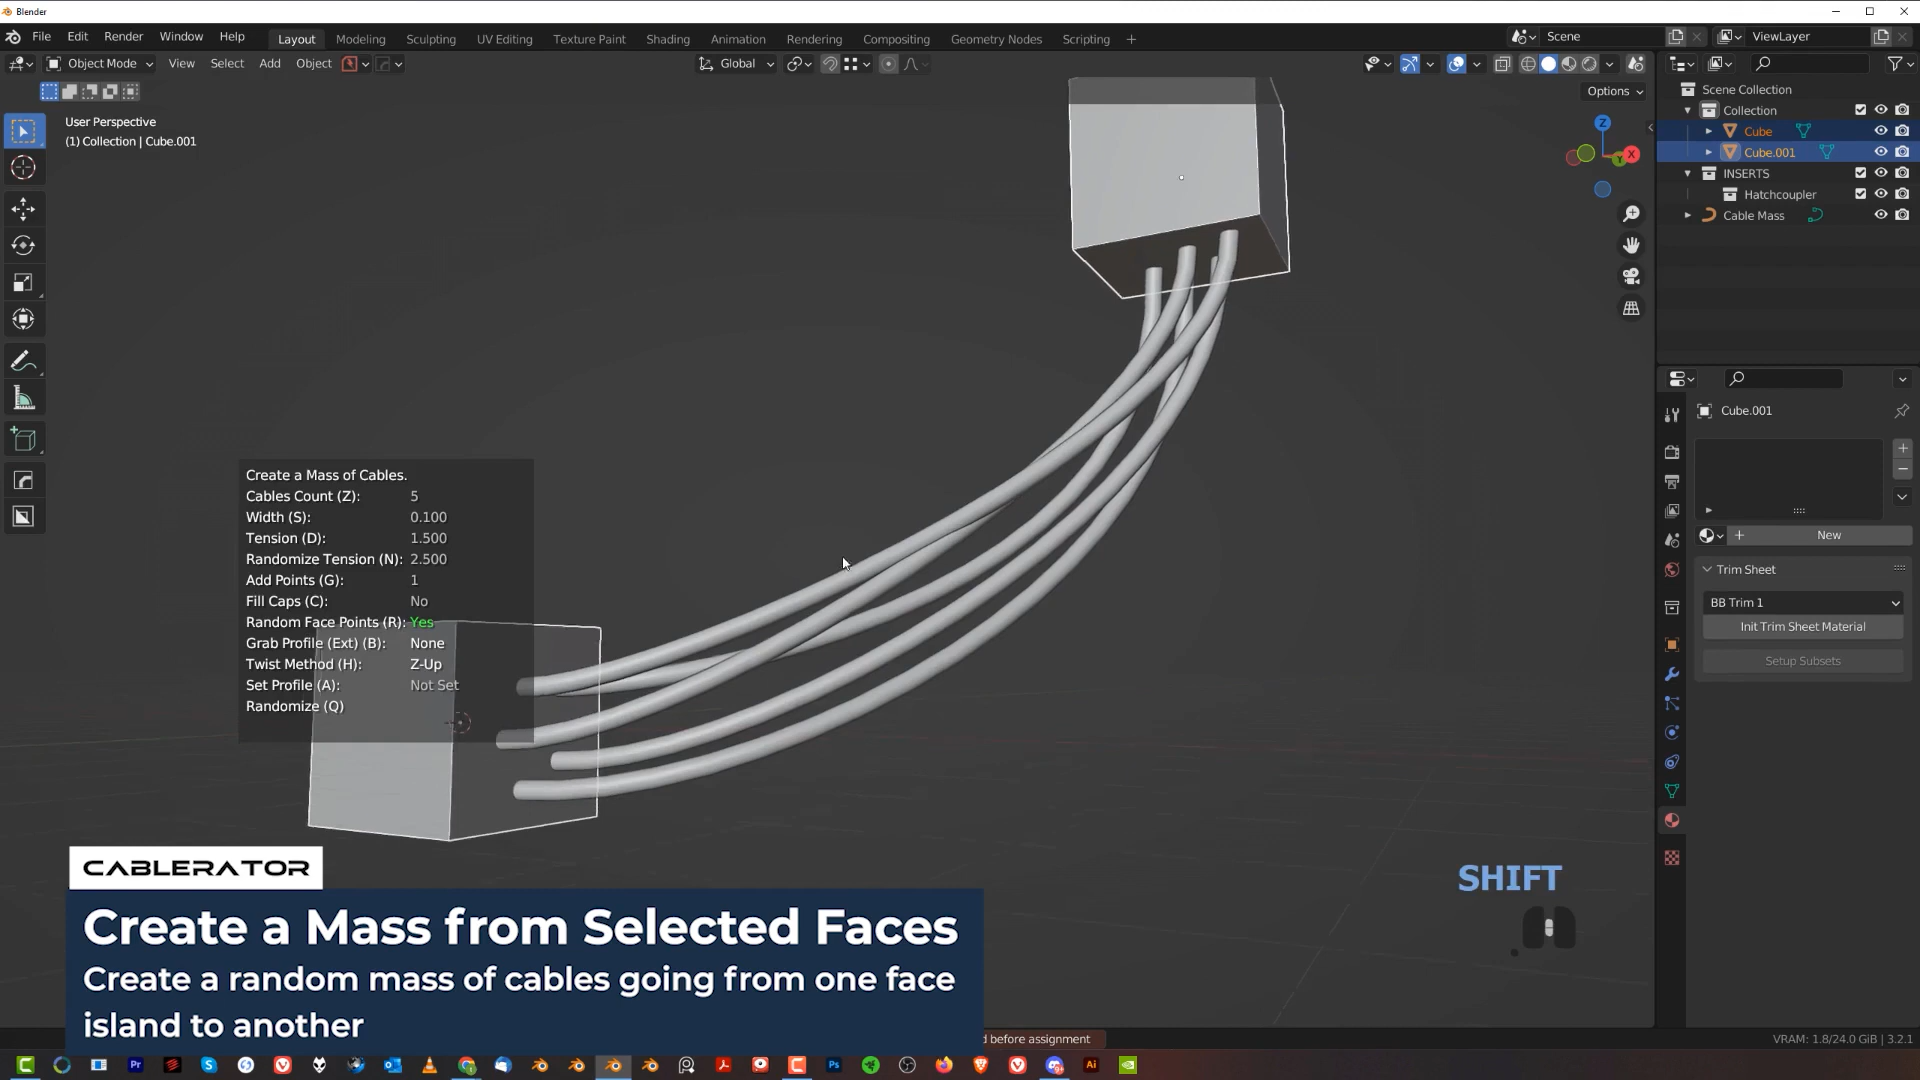 Blender
File Edit Render Window Help
Layout Modeling Sculpting UV Editing Texture Paint Shading Animation Rendering Compositing Geometry Nodes Scripting +
Scene
ViewLayer
Object Mode View Select Add Object
Global
Options
User Perspective
(1) Collection | Cube.001
Z
X
Y
Scene Collection
Collection
Cube
Cube.001
INSERTS
Hatchcoupler
Cable Mass
Cube.001
New
Trim Sheet
BB Trim 1
Init Trim Sheet Material
Setup Subsets
Create a Mass of Cables.
Cables Count (Z): 5
Width (S): 0.100
Tension (D): 1.500
Randomize Tension (N): 2.500
Add Points (G): 1
Fill Caps (C): No
Random Face Points (R): Yes
Grab Profile (Ext) (B): None
Twist Method (H): Z-Up
Set Profile (A): Not Set
Randomize (Q)
CABLERATOR
Create a Mass from Selected Faces
Create a random mass of cables going from one face
island to another
SHIFT
d before assignment
VRAM: 1.8/24.0 GiB | 3.2.1
Pr
Ps
Ai